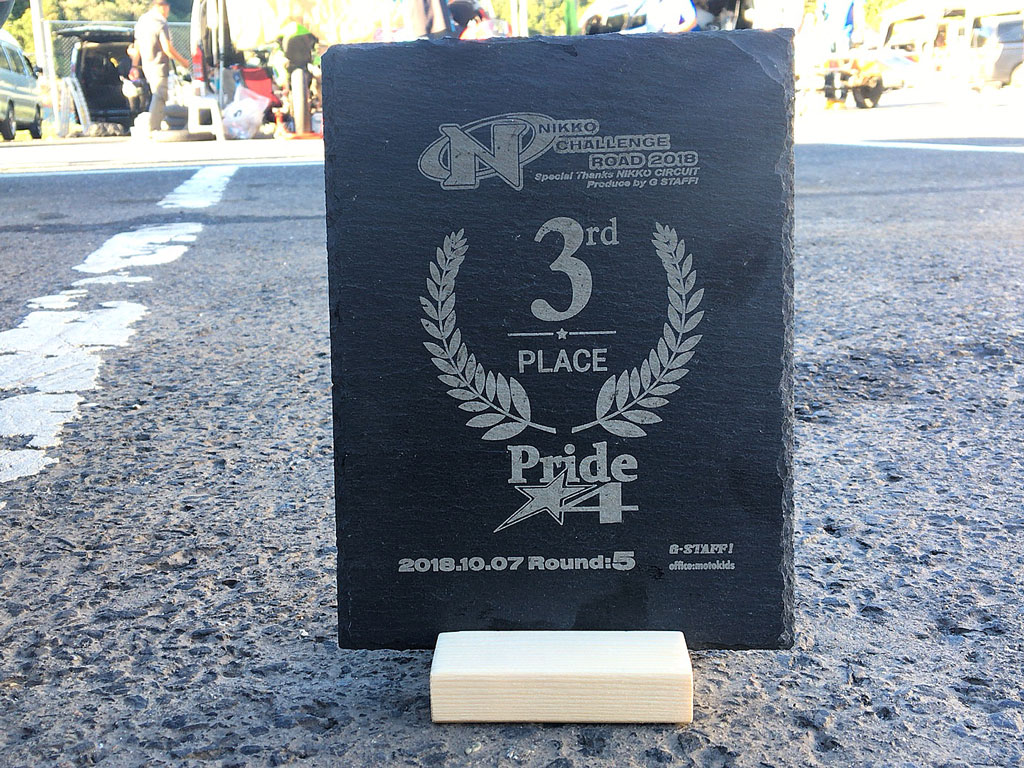 N
NIKKO
CHALLENGE
ROAD 2018
Special Thanks NIKKO CIRCUIT
Produce by G STAFF!
3rd
PLACE
Pride
4
2018.10.07 Round:5
G-STAFF!
office:motokids